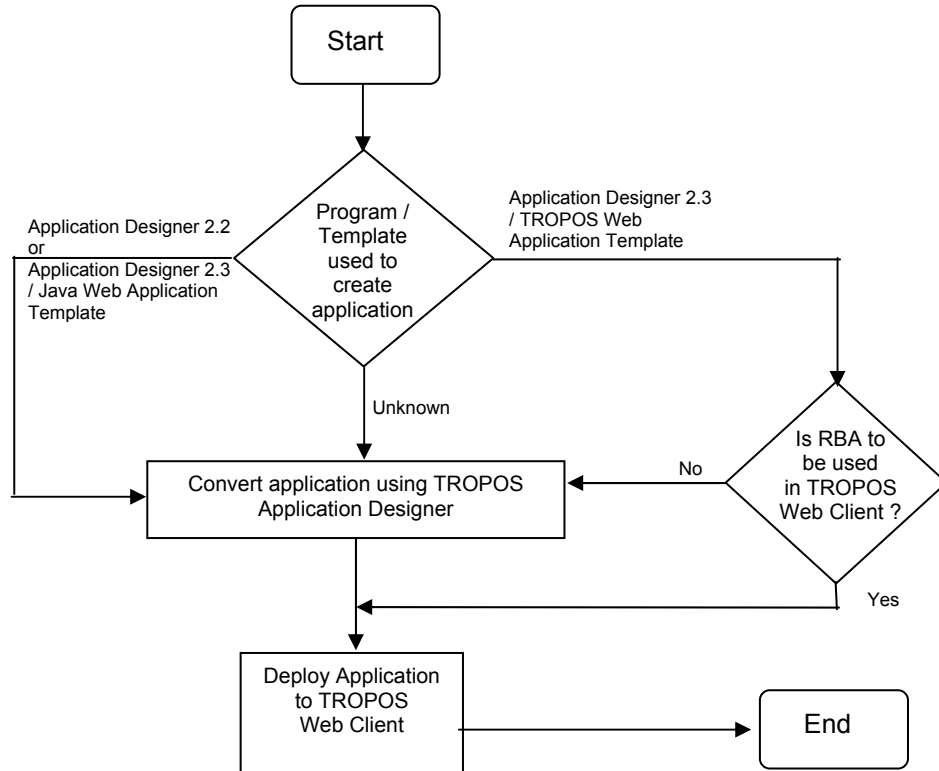 Start
Program /
Template
used to
create
application
Application Designer 2.2
or
Application Designer 2.3
/ Java Web Application
Template
Application Designer 2.3
/ TROPOS Web
Application Template
Unknown
Is RBA to
be used
in TROPOS
Web Client ?
No
Yes
Convert application using TROPOS
Application Designer
Deploy Application
to TROPOS
Web Client
End